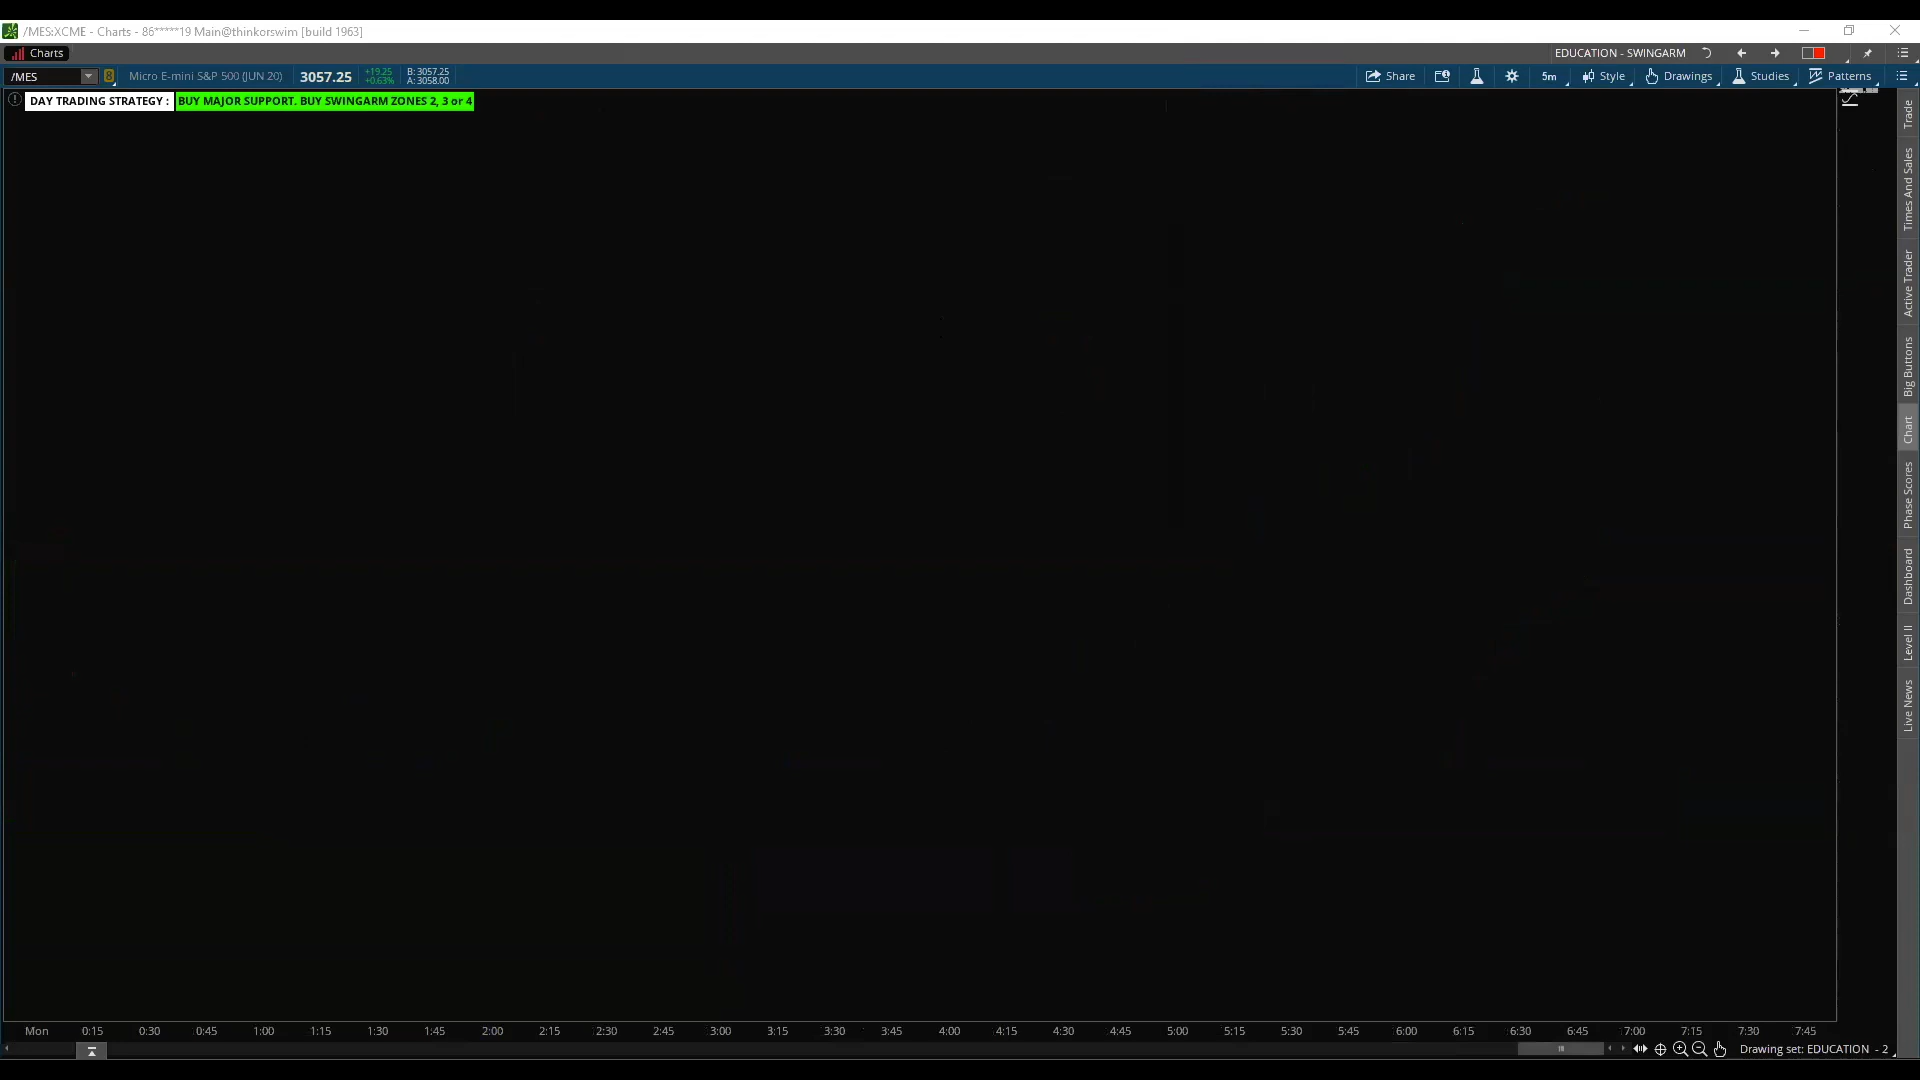 /MES:XCME - Charts - 86*****19 Main@thinkorswim [build 1963]
Charts
EDUCATION - SWINGARM
/MES
8
Micro E-mini S&P 500 (JUN 20)
3057.25
+19.25
+0.63%
B: 3057.25
A: 3058.00
Share
5m
Style
Drawings
Studies
Patterns
DAY TRADING STRATEGY :
BUY MAJOR SUPPORT. BUY SWINGARM ZONES 2, 3 or 4
Trade
Times And Sales
Active Trader
Big Buttons
Chart
Phase Scores
Dashboard
Level II
Live News
Mon 0:15 0:30 0:45 1:00 1:15 1:30 1:45 2:00 2:15 2:30 2:45 3:00 3:15 3:30 3:45 4:00 4:15 4:30 4:45 5:00 5:15 5:30 5:45 6:00 6:15 6:30 6:45 7:00 7:15 7:30 7:45
Drawing set: EDUCATION - 2